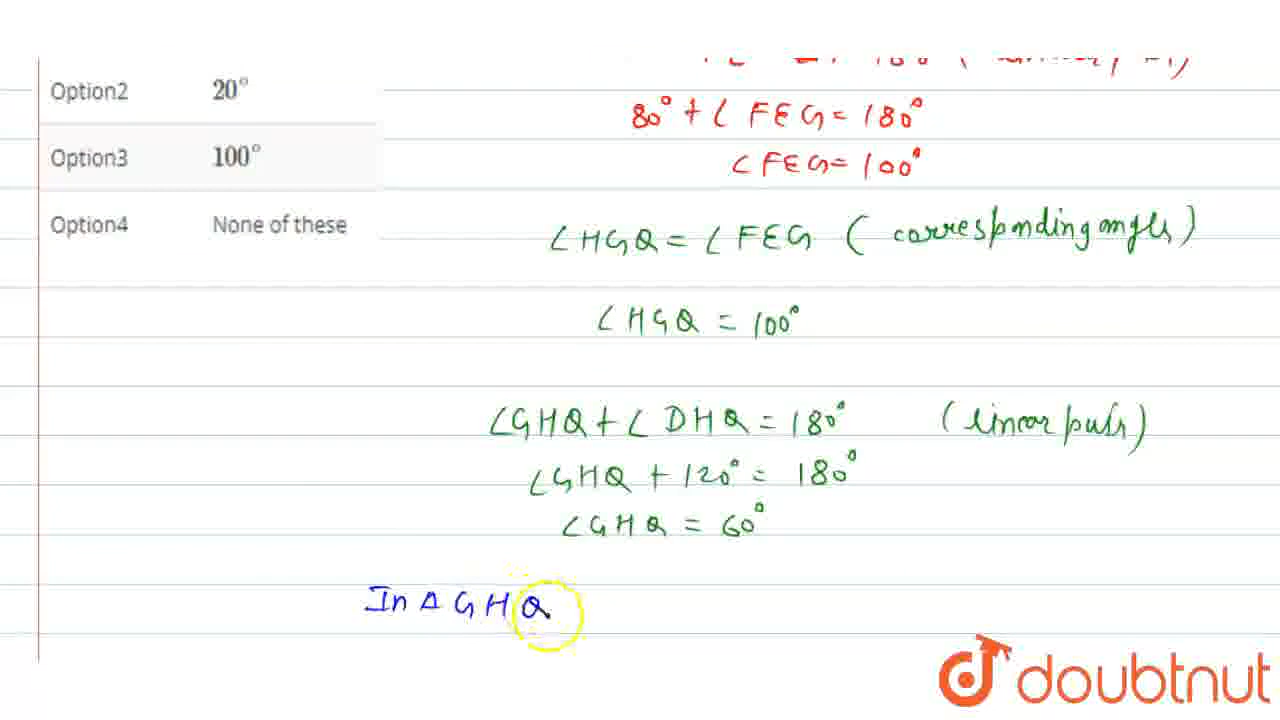 Option2 20°
Option3 100°
Option4 None of these
80° + ∠FEG = 180°
∠FEG = 100°
∠HGQ = ∠FEG (corresponding angles)
∠HGQ = 100°
∠GHQ + ∠DHQ = 180° (linear pair)
∠GHQ + 120° = 180°
∠GHQ = 60°
In Δ GHQ
doubtnut